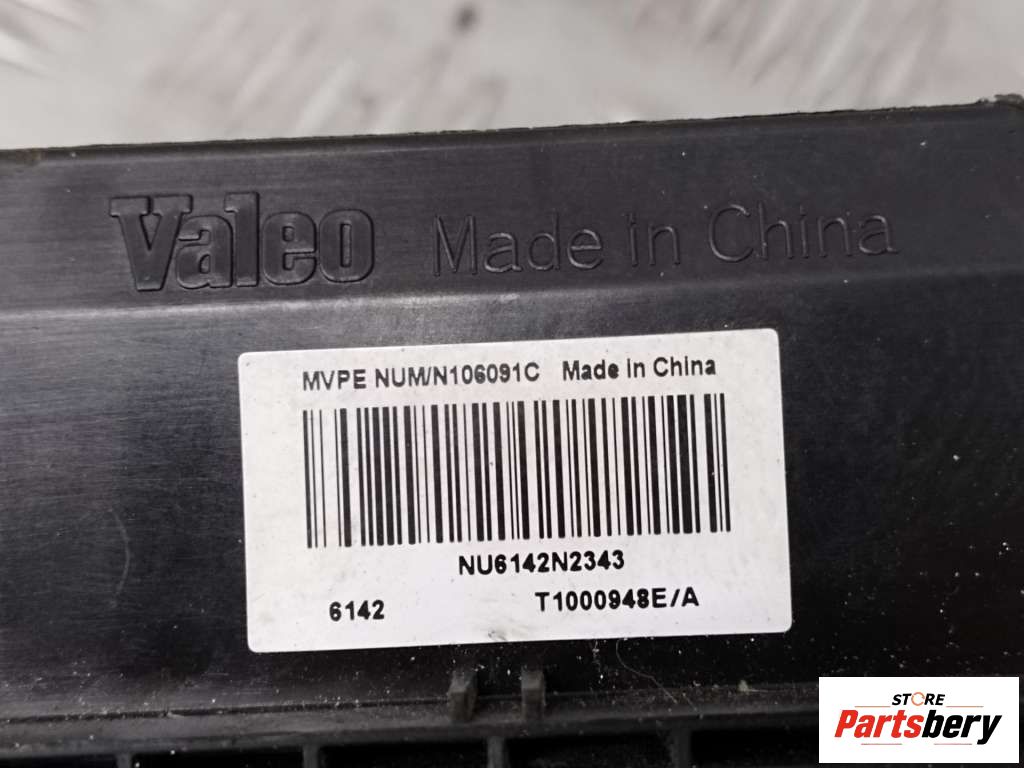 Valeo Made in China
MVPE NUM/N106091C Made in China
NU6142N2343
6142 T1000948E/A
STORE
Partsbery